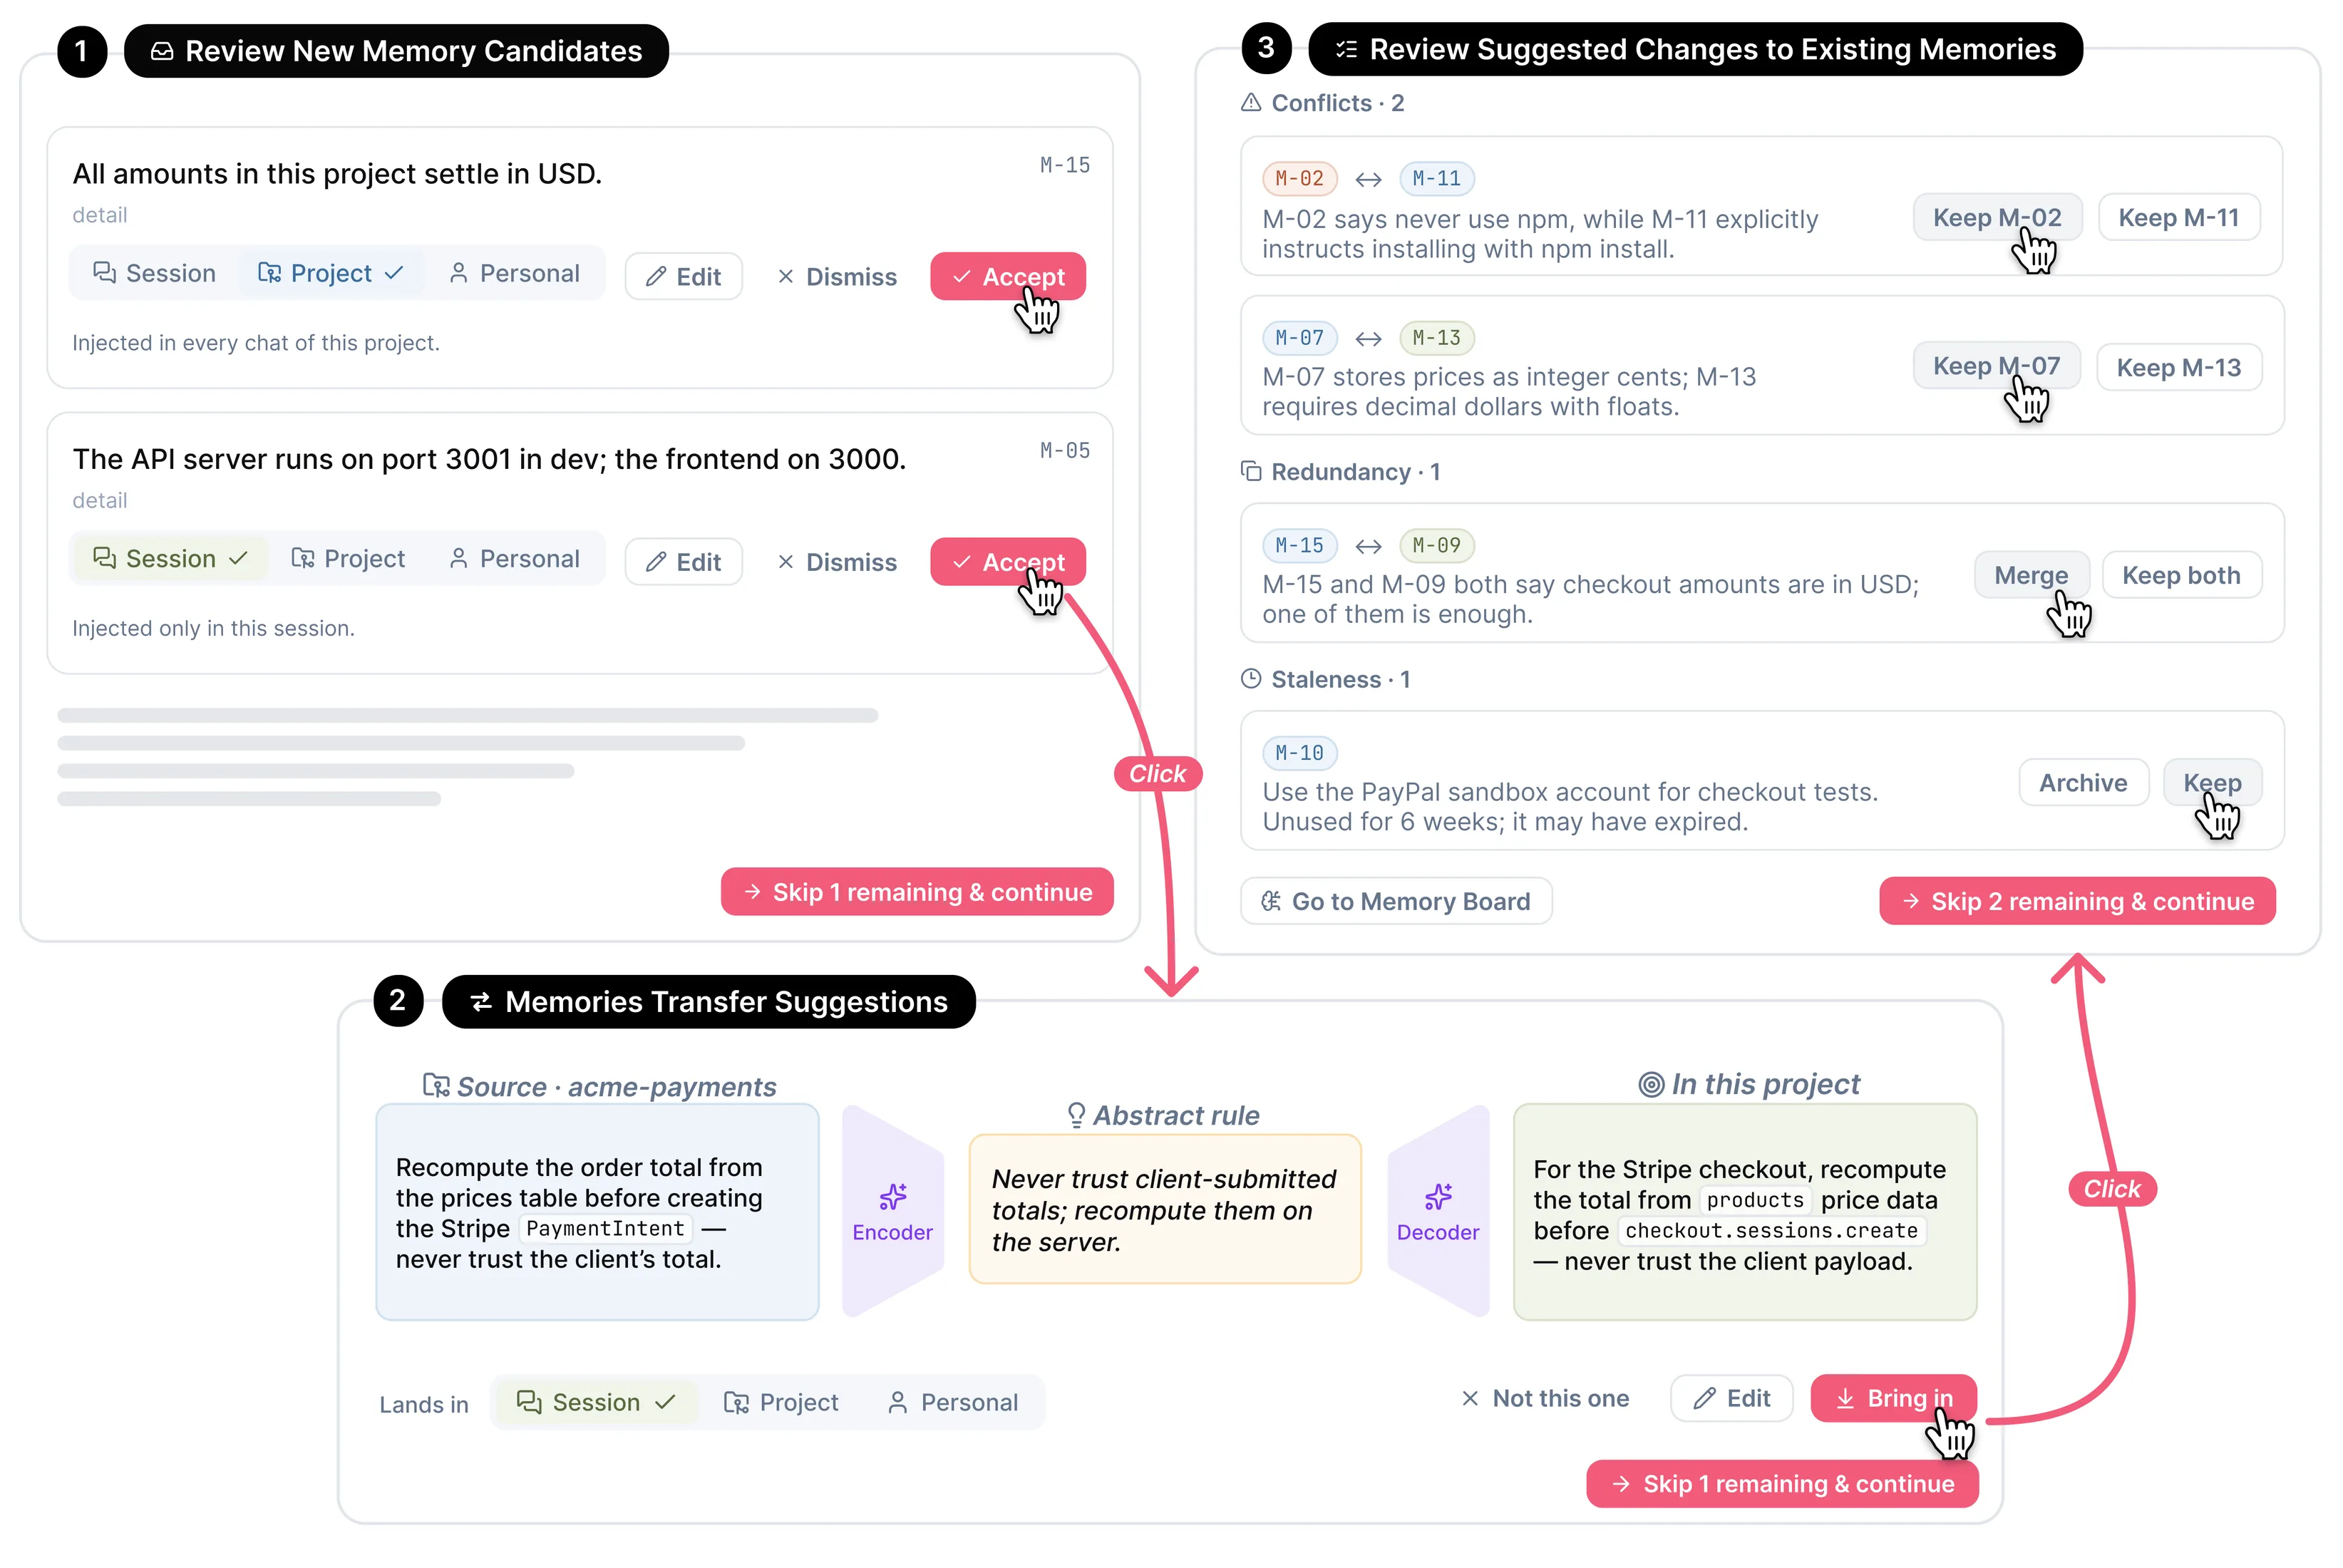 1
Review New Memory Candidates
All amounts in this project settle in USD.
M-15
detail
Session
Project
Personal
Edit
Dismiss
Accept
Injected in every chat of this project.
The API server runs on port 3001 in dev; the frontend on 3000.
M-05
detail
Session
Project
Personal
Edit
Dismiss
Accept
Injected only in this session.
Skip 1 remaining & continue
Click
2
Memories Transfer Suggestions
Source · acme-payments
Recompute the order total from
the prices table before creating
the Stripe PaymentIntent —
never trust the client’s total.
Encoder
Abstract rule
Never trust client-submitted
totals; recompute them on
the server.
Decoder
In this project
For the Stripe checkout, recompute
the total from products price data
before checkout.sessions.create
— never trust the client payload.
Lands in
Session
Project
Personal
Not this one
Edit
Bring in
Skip 1 remaining & continue
Click
3
Review Suggested Changes to Existing Memories
Conflicts · 2
M-02 ↔ M-11
M-02 says never use npm, while M-11 explicitly
instructs installing with npm install.
Keep M-02
Keep M-11
M-07 ↔ M-13
M-07 stores prices as integer cents; M-13
requires decimal dollars with floats.
Keep M-07
Keep M-13
Redundancy · 1
M-15 ↔ M-09
M-15 and M-09 both say checkout amounts are in USD;
one of them is enough.
Merge
Keep both
Staleness · 1
M-10
Use the PayPal sandbox account for checkout tests.
Unused for 6 weeks; it may have expired.
Archive
Keep
Go to Memory Board
Skip 2 remaining & continue